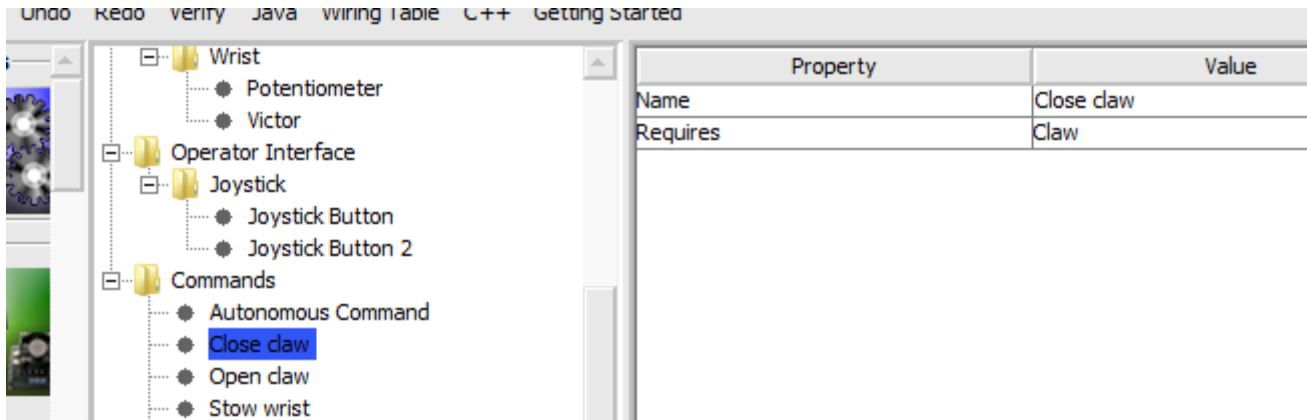 Undo Redo Verify Java Wiring Table C++ Getting Started
Wrist
Potentiometer
Victor
Operator Interface
Joystick
Joystick Button
Joystick Button 2
Commands
Autonomous Command
Close claw
Open claw
Stow wrist
Property Value
Name Close claw
Requires Claw